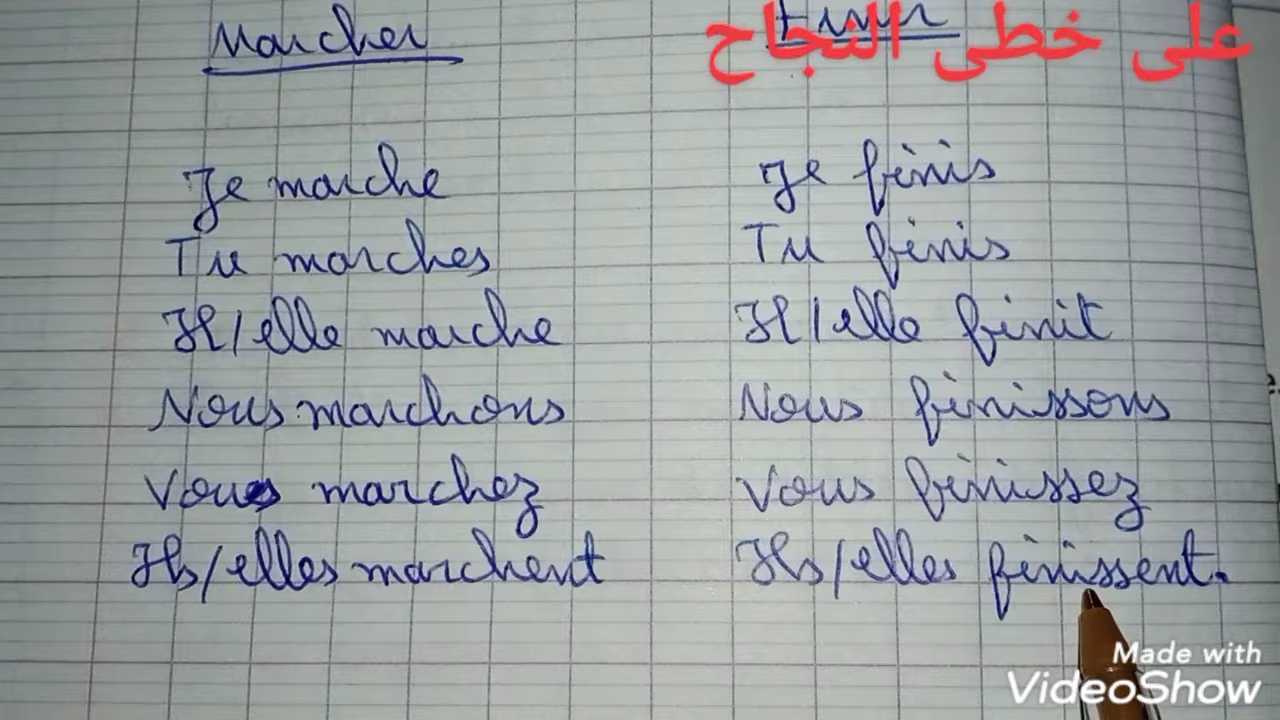 Marcher
Finir
على خطى النجاح
Je marche
Tu marches
Il/elle marche
Nous marchons
Vous marchez
Ils/elles marchent
Je finis
Tu finis
Il/elle finit
Nous finissons
Vous finissez
Ils/elles finissent.
Made with
VideoShow